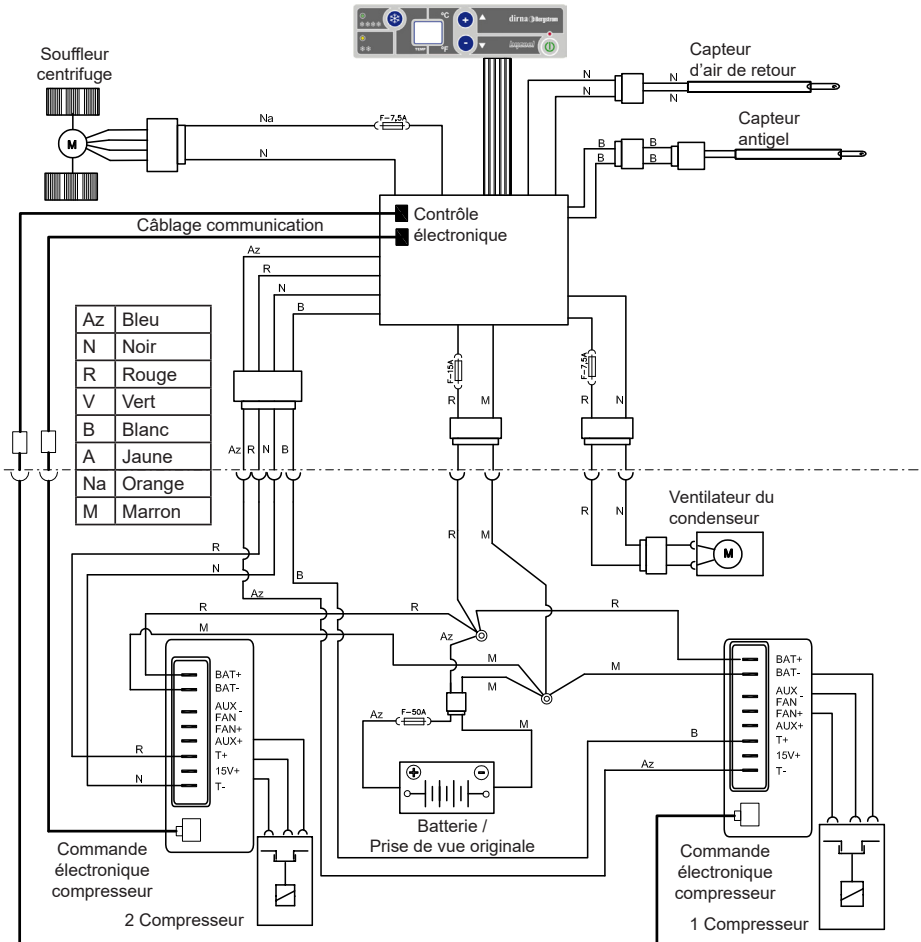 °C
dirna Bergstrom
TEMP
°F
Souffleur
centrifuge
M
Na
F-7,5A
N
N
N
N
N
Capteur
d'air de retour
B
B
B
B
Capteur
antigel
Contrôle
électronique
Câblage communication
Az
R
N
B
Az Bleu
N Noir
R Rouge
V Vert
B Blanc
A Jaune
Na Orange
M Marron
F-15A
R M
F-7,5A
R N
Az R N B
R M
R N
Ventilateur du
condenseur
M
R
N
B
Az
R
R
R
M
Az
M
M
M
Az
F-50A
M
BAT+
BAT-
AUX -
FAN
FAN+
AUX+
T+
15V+
T-
R
N
BAT+
BAT-
AUX -
FAN
FAN+
AUX+
T+
15V+
T-
B
Az
Batterie /
Prise de vue originale
Commande
électronique
compresseur
2 Compresseur
Commande
électronique
compresseur
1 Compresseur